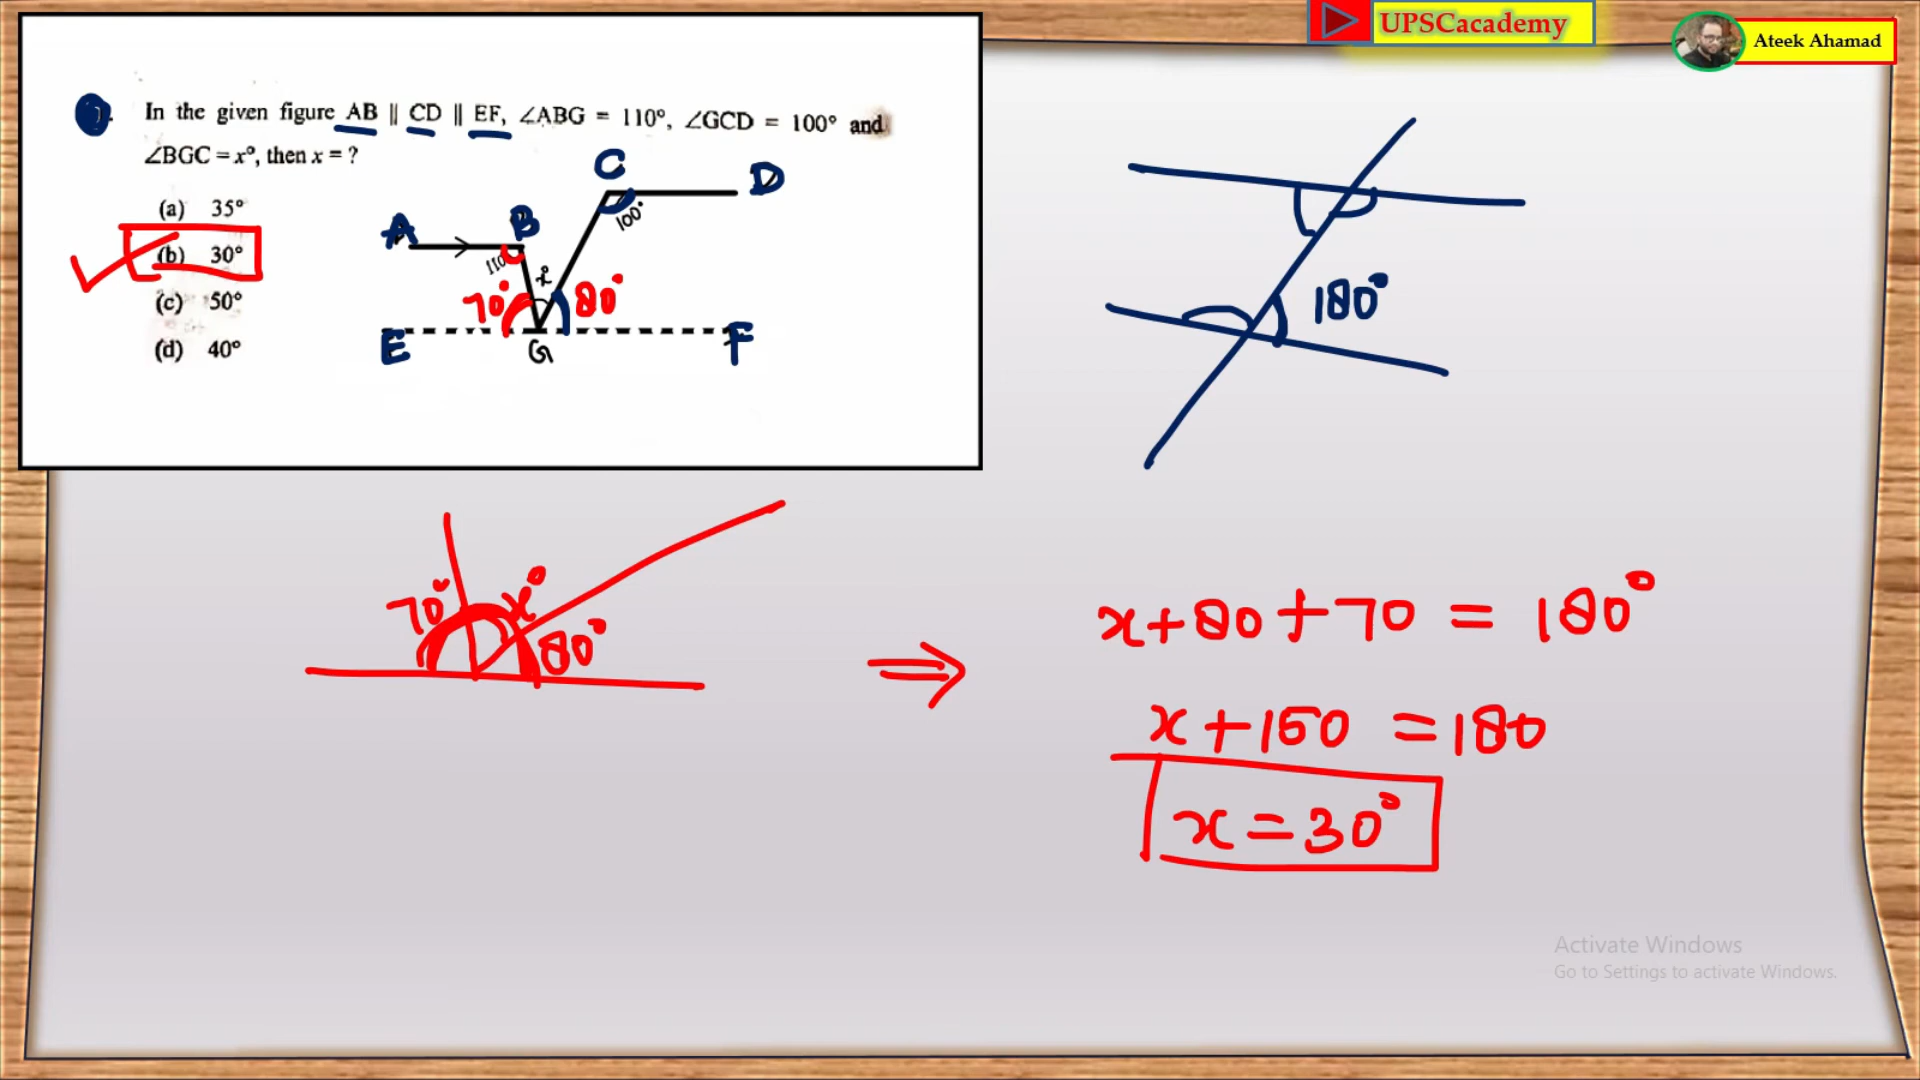 UPSCacademy
Ateek Ahamad
In the given figure AB || CD || EF, ∠ABG = 110°, ∠GCD = 100° and
∠BGC = x°, then x = ?
(a) 35°
(b) 30°
(c) 50°
(d) 40°
C
D
100°
A
B
110
x°
70°
80°
E
G
F
180°
70°
x°
80°
⇒
x+80+70 = 180°
x+150 = 180
x = 30°
Activate Windows
Go to Settings to activate Windows.